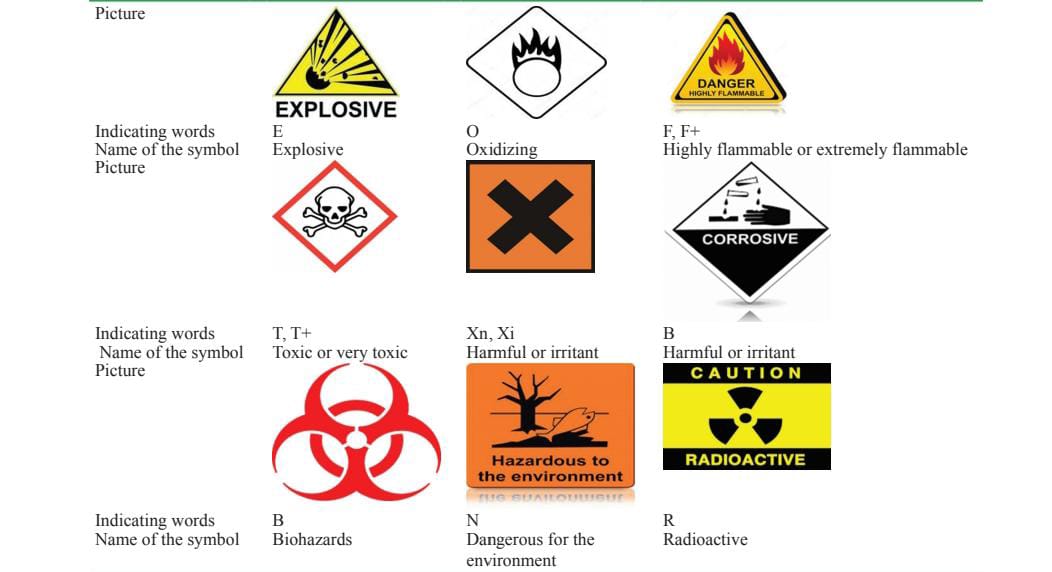 Picture
EXPLOSIVE
DANGER
HIGHLY FLAMMABLE
Indicating words E O F, F+
Name of the symbol Explosive Oxidizing Highly flammable or extremely flammable
Picture
CORROSIVE
Indicating words T, T+ Xn, Xi B
Name of the symbol Toxic or very toxic Harmful or irritant Harmful or irritant
Picture
CAUTION
Hazardous to
the environment
RADIOACTIVE
Indicating words B N R
Name of the symbol Biohazards Dangerous for the Radioactive
environment